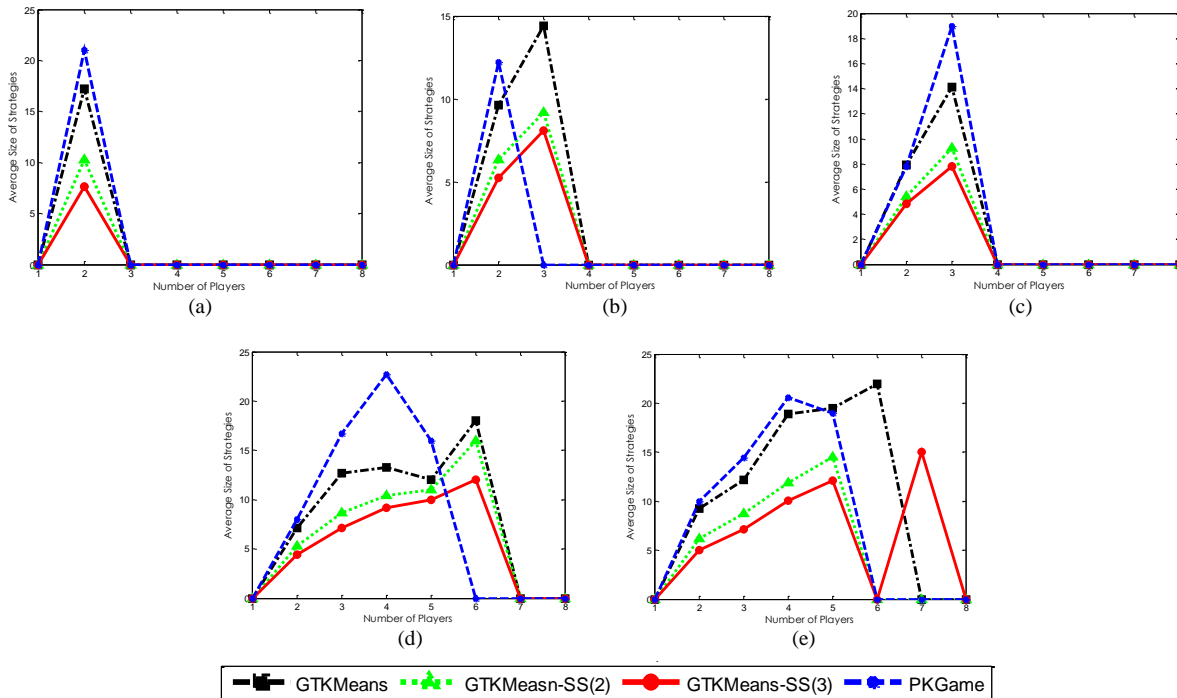 25
20
15
10
5
0
Average Size of Strategies
1 2 3 4 5 6 7 8
Number of Players
(a)
15
10
5
0
Average Size of Strategies
1 2 3 4 5 6 7 8
Number of Players
(b)
20
18
16
14
12
10
8
6
4
2
0
Average Size of Strategies
1 2 3 4 5 6 7
Number of Players
(c)
25
20
15
10
5
0
Average Size of Strategies
1 2 3 4 5 6 7 8
Number of Players
(d)
25
20
15
10
5
0
Average Size of Strategies
1 2 3 4 5 6 7 8
Number of Players
(e)
GTKMeans GTKMeasn-SS(2) GTKMeans-SS(3) PKGame